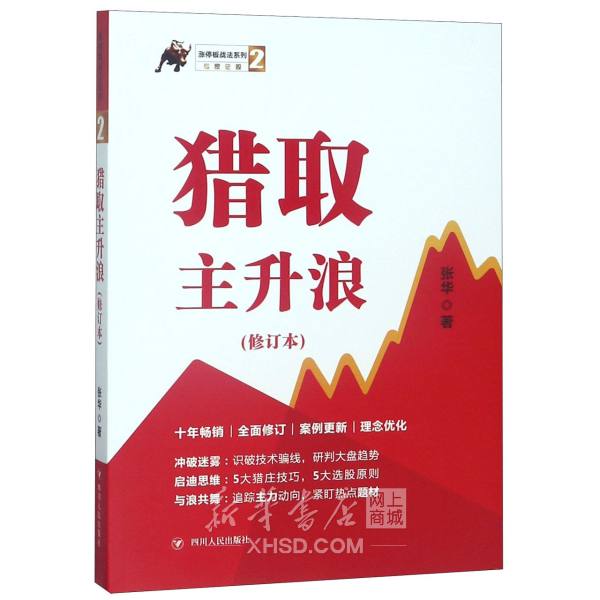 涨停板战法系列
2
猎取
主升浪
(修订本)
张华◎著
十年畅销|全面修订|案例更新|理念优化
冲破迷雾：识破技术骗线，研判大盘趋势
启迪思维：5大猎庄技巧，5大选股原则
与浪共舞：追踪主力动向，紧盯热点题材
四川人民出版社
2
猎取主升浪
(修订本)
张华◎著
四川人民出版社
新华书店
网上
商城
XHSD.COM